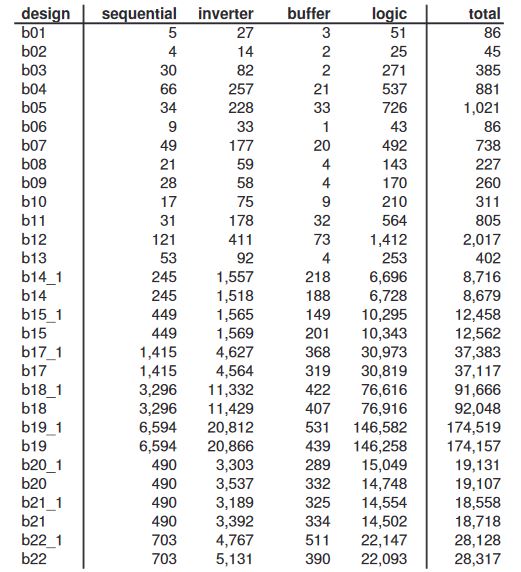 design sequential inverter buffer logic total
b01 5 27 3 51 86
b02 4 14 2 25 45
b03 30 82 2 271 385
b04 66 257 21 537 881
b05 34 228 33 726 1,021
b06 9 33 1 43 86
b07 49 177 20 492 738
b08 21 59 4 143 227
b09 28 58 4 170 260
b10 17 75 9 210 311
b11 31 178 32 564 805
b12 121 411 73 1,412 2,017
b13 53 92 4 253 402
b14_1 245 1,557 218 6,696 8,716
b14 245 1,518 188 6,728 8,679
b15_1 449 1,565 149 10,295 12,458
b15 449 1,569 201 10,343 12,562
b17_1 1,415 4,627 368 30,973 37,383
b17 1,415 4,564 319 30,819 37,117
b18_1 3,296 11,332 422 76,616 91,666
b18 3,296 11,429 407 76,916 92,048
b19_1 6,594 20,812 531 146,582 174,519
b19 6,594 20,866 439 146,258 174,157
b20_1 490 3,303 289 15,049 19,131
b20 490 3,537 332 14,748 19,107
b21_1 490 3,189 325 14,554 18,558
b21 490 3,392 334 14,502 18,718
b22_1 703 4,767 511 22,147 28,128
b22 703 5,131 390 22,093 28,317